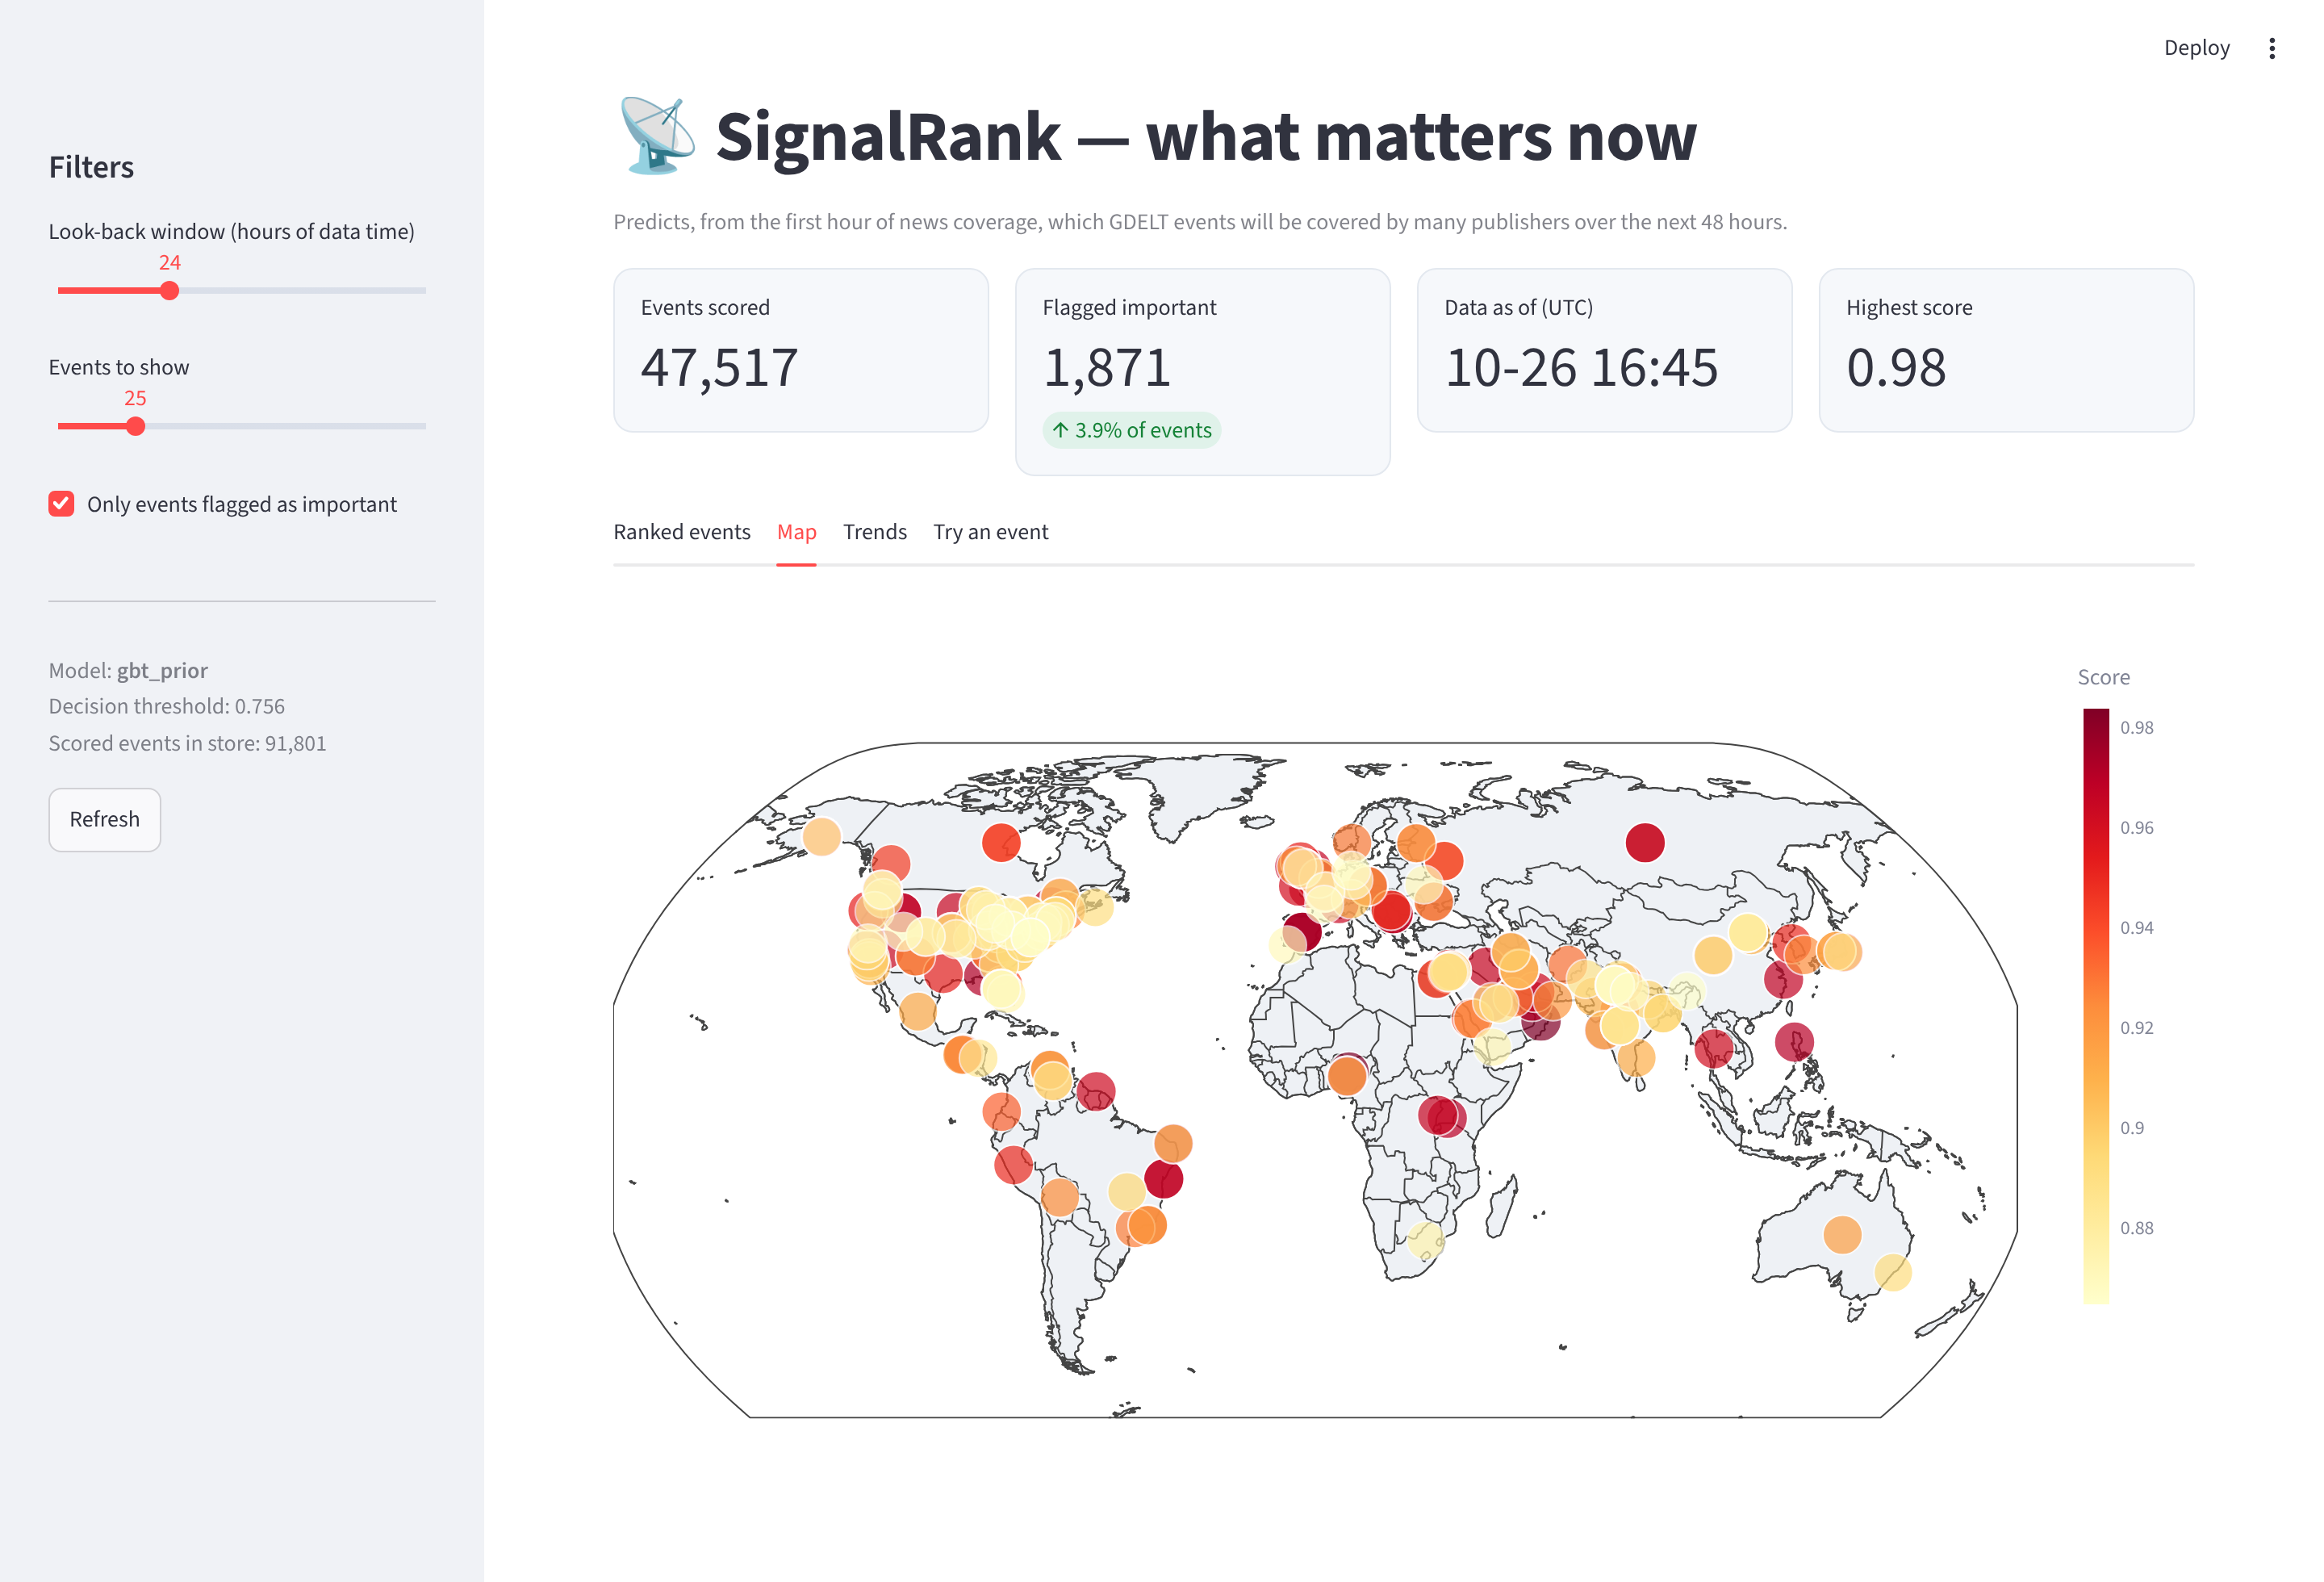 Deploy
Filters
Look-back window (hours of data time)
24
Events to show
25
Only events flagged as important
Model: gbt_prior
Decision threshold: 0.756
Scored events in store: 91,801
Refresh
SignalRank — what matters now
Predicts, from the first hour of news coverage, which GDELT events will be covered by many publishers over the next 48 hours.
Events scored
47,517
Flagged important
1,871
↑ 3.9% of events
Data as of (UTC)
10-26 16:45
Highest score
0.98
Ranked events Map Trends Try an event
Score
0.98
0.96
0.94
0.92
0.9
0.88